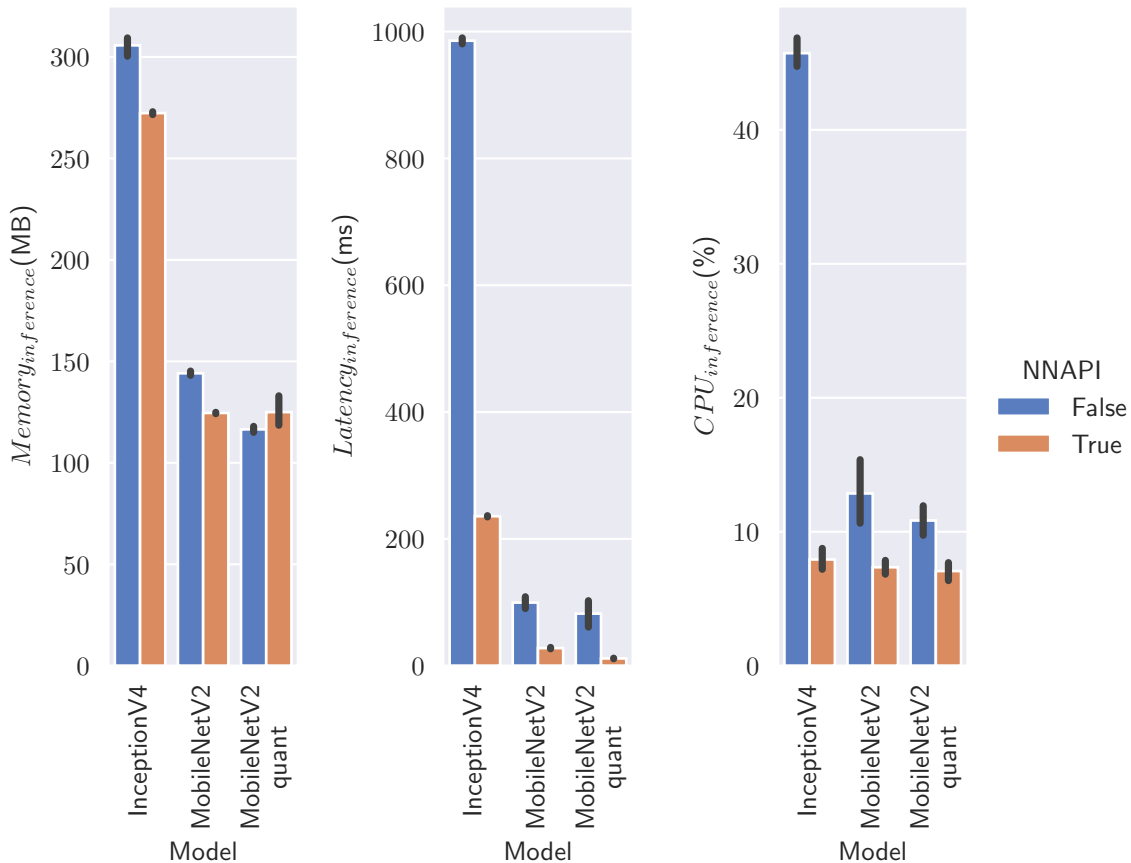 Memory_inference(MB)
300
250
200
150
100
50
0
InceptionV4
MobileNetV2
MobileNetV2
quant
Model
Latency_inference(ms)
1000
800
600
400
200
0
InceptionV4
MobileNetV2
MobileNetV2
quant
Model
CPU_inference(%)
40
30
20
10
0
InceptionV4
MobileNetV2
MobileNetV2
quant
Model
NNAPI
False
True